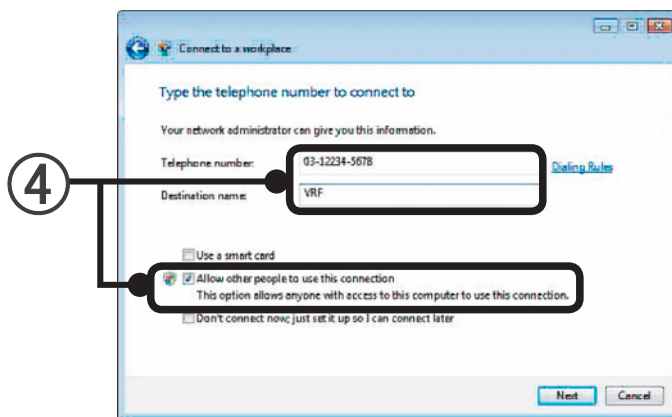 Connect to a workplace
Type the telephone number to connect to
Your network administrator can give you this information.
Telephone number: 03-12234-5678 Dialing Rules
Destination name: VRF
④
Use a smart card
Allow other people to use this connection
This option allows anyone with access to this computer to use this connection.
Don't connect now; just set it up so I can connect later
Next Cancel